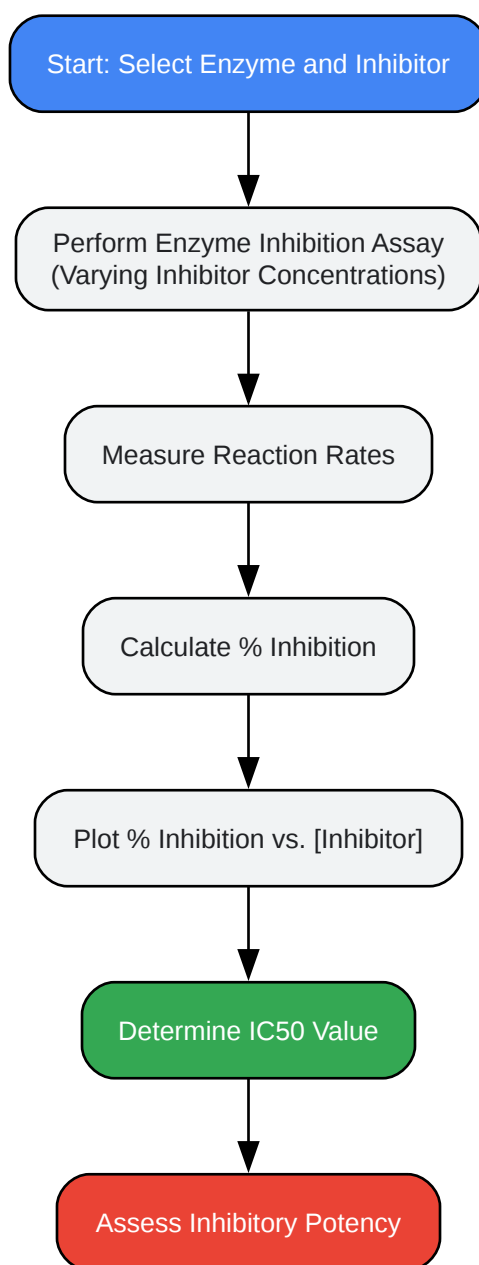 Start: Select Enzyme and Inhibitor
Perform Enzyme Inhibition Assay
(Varying Inhibitor Concentrations)
Measure Reaction Rates
Calculate % Inhibition
Plot % Inhibition vs. [Inhibitor]
Determine IC50 Value
Assess Inhibitory Potency